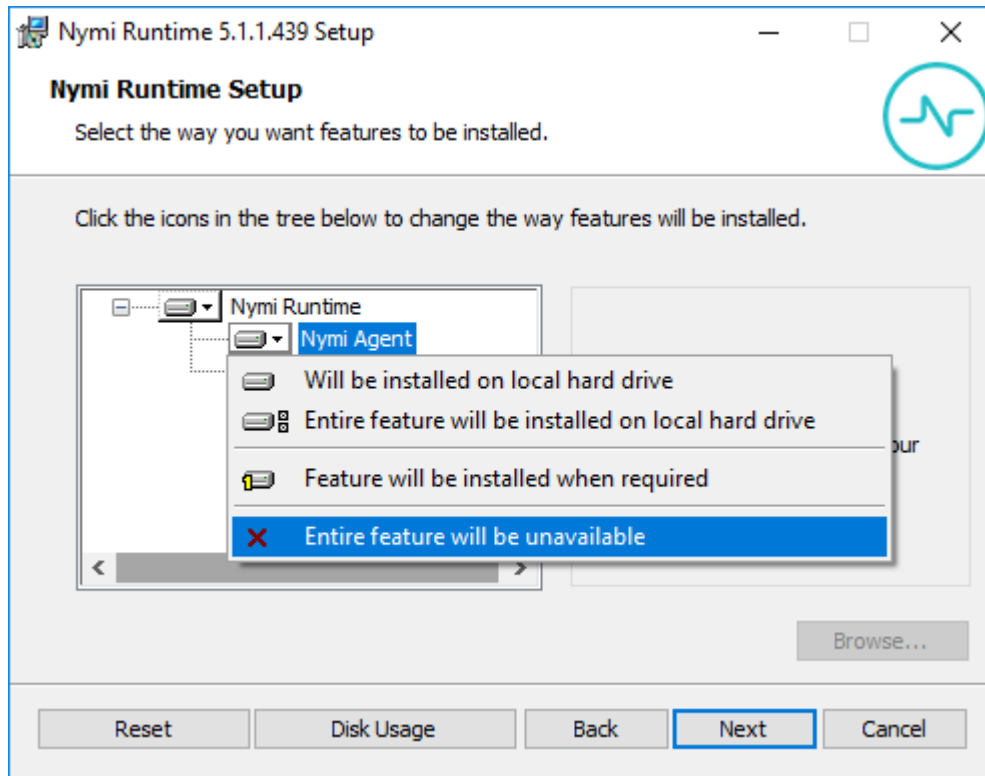 Nymi Runtime 5.1.1.439 Setup
Nymi Runtime Setup
Select the way you want features to be installed.
Click the icons in the tree below to change the way features will be installed.
Nymi Runtime
Nymi Agent
Will be installed on local hard drive
Entire feature will be installed on local hard drive
Feature will be installed when required
Entire feature will be unavailable
Browse...
Reset Disk Usage Back Next Cancel